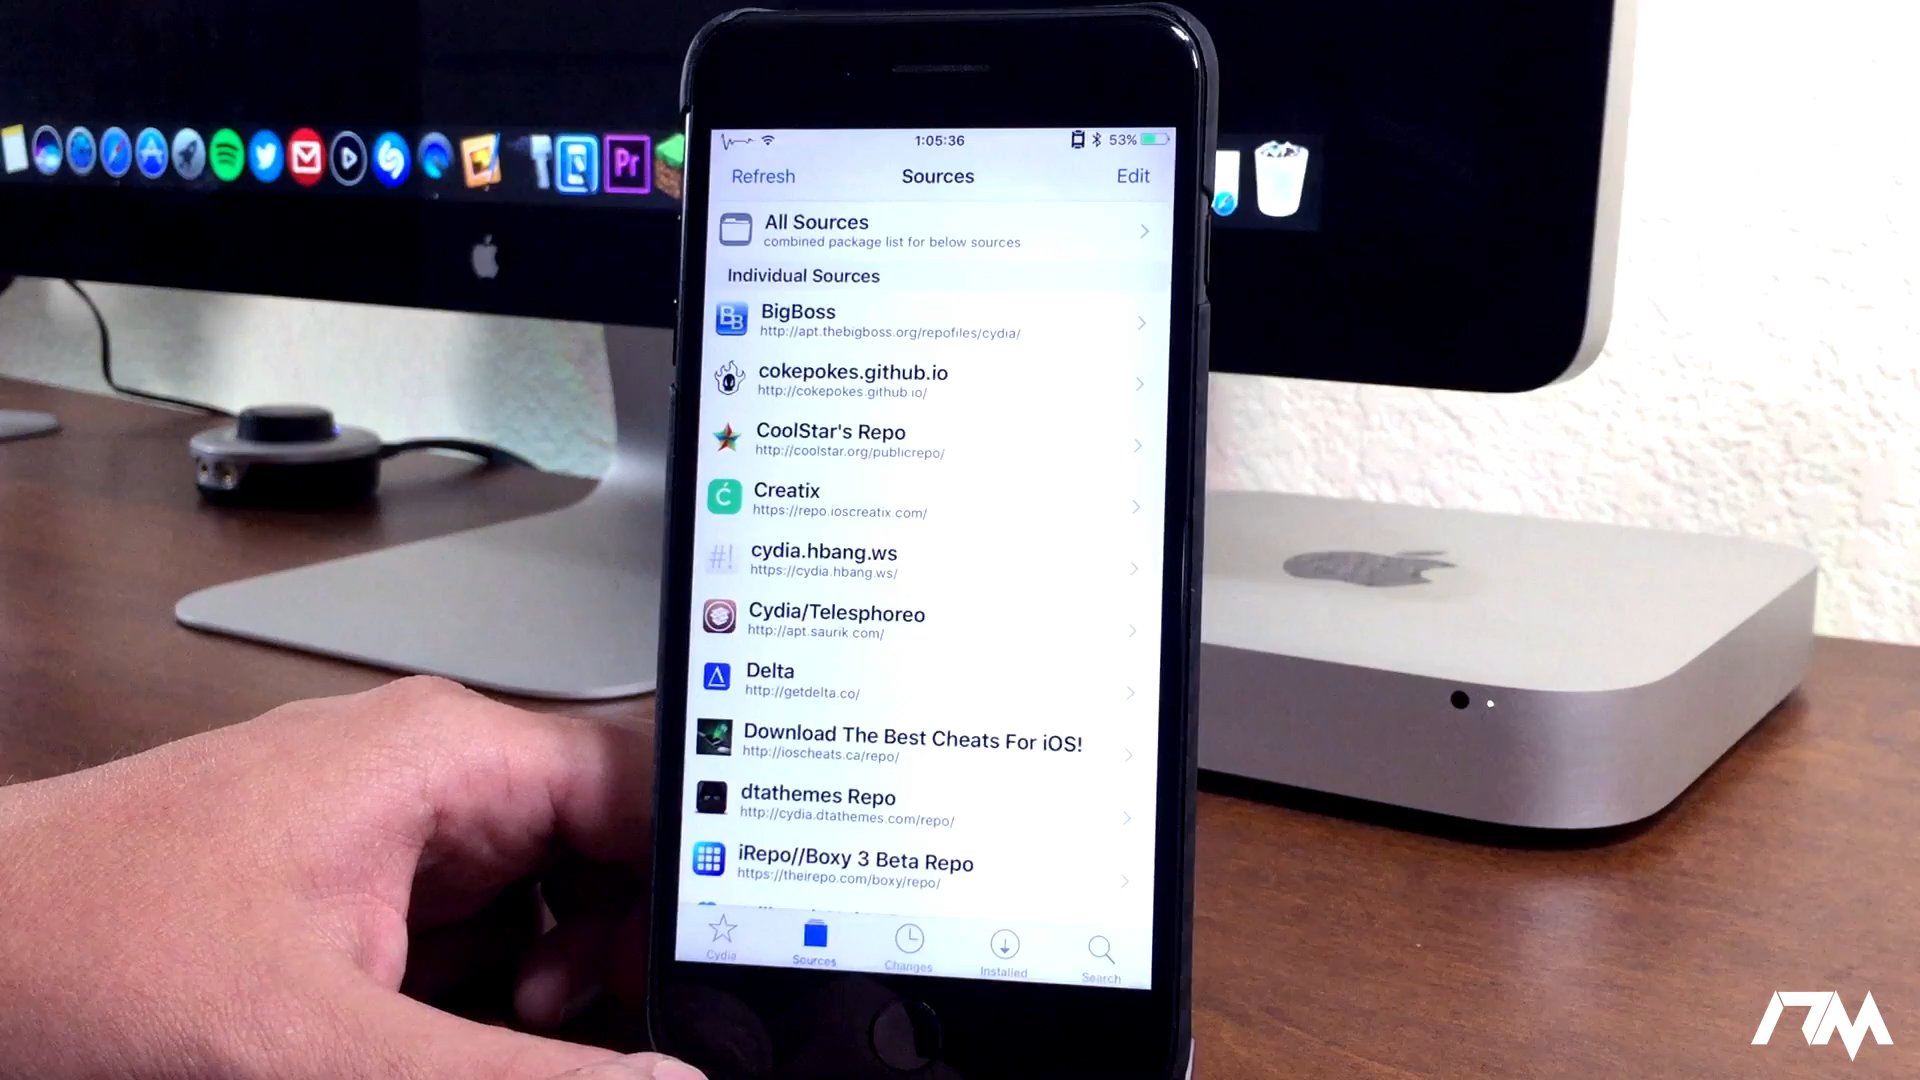 1:05:36
53%
Refresh
Sources
Edit
All Sources
combined package list for below sources
Individual Sources
BB
BigBoss
http://apt.thebigboss.org/repofiles/cydia/
cokepokes.github.io
http://cokepokes.github.io/
CoolStar's Repo
http://coolstar.org/publicrepo/
Ć
Creatix
https://repo.ioscreatix.com/
#!
cydia.hbang.ws
https://cydia.hbang.ws/
Cydia/Telesphoreo
http://apt.saurik.com/
Delta
http://getdelta.co/
Download The Best Cheats For iOS!
http://ioscheats.ca/repo/
dtathemes Repo
http://cydia.dtathemes.com/repo/
iRepo//Boxy 3 Beta Repo
https://theirepo.com/boxy/repo/
Cydia
Sources
Changes
Installed
Search
Pr